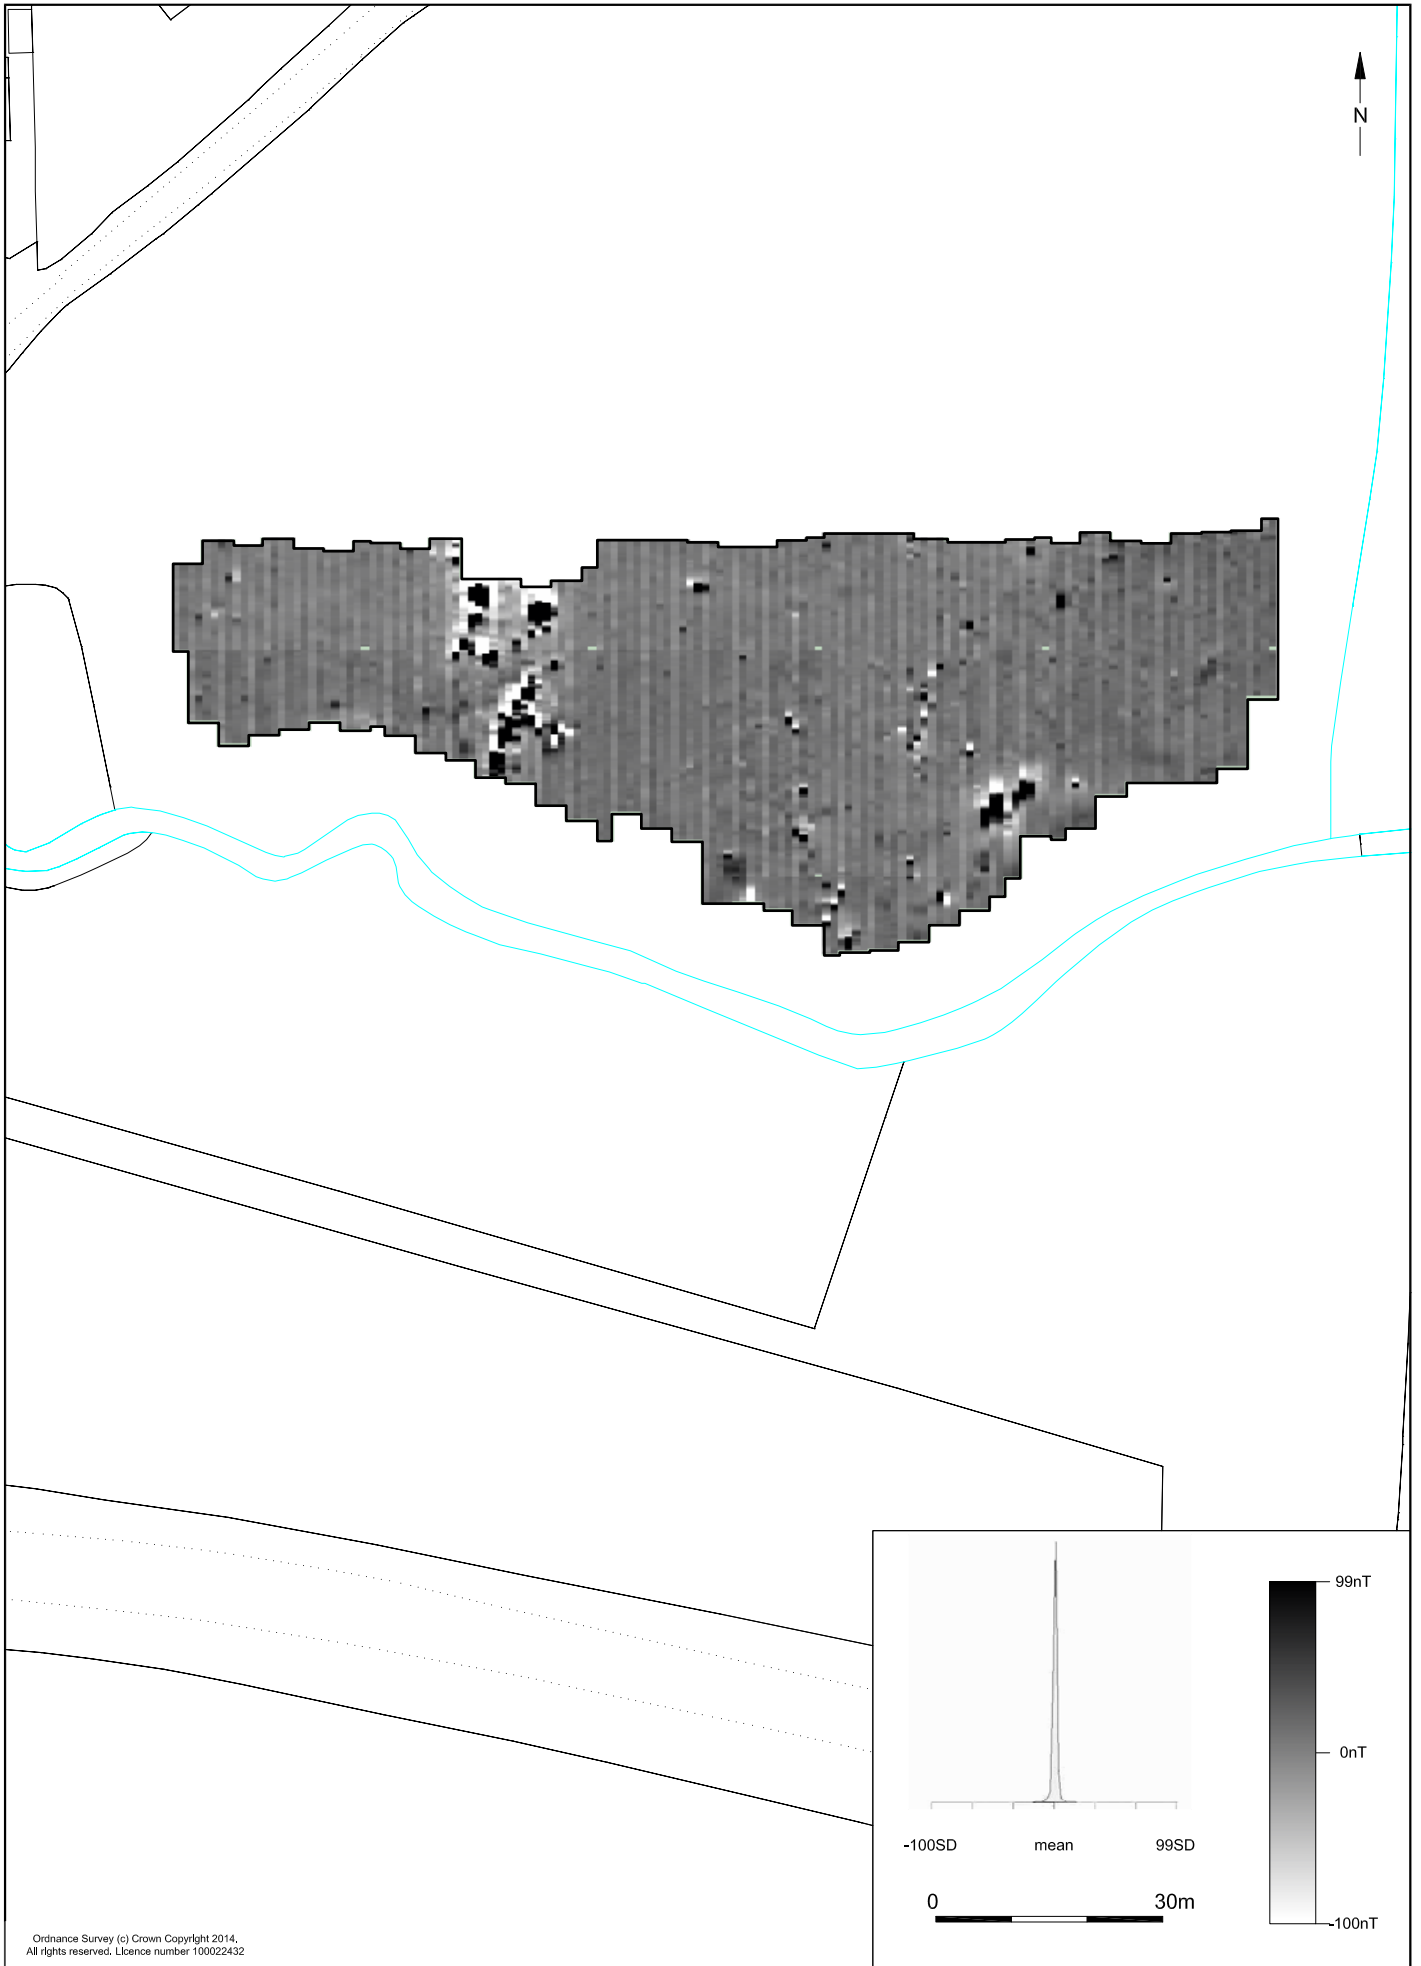 N
99nT
0nT
-100nT
-100SD mean 99SD
0 30m
Ordnance Survey (c) Crown Copyright 2014,
All rights reserved. Licence number 100022432